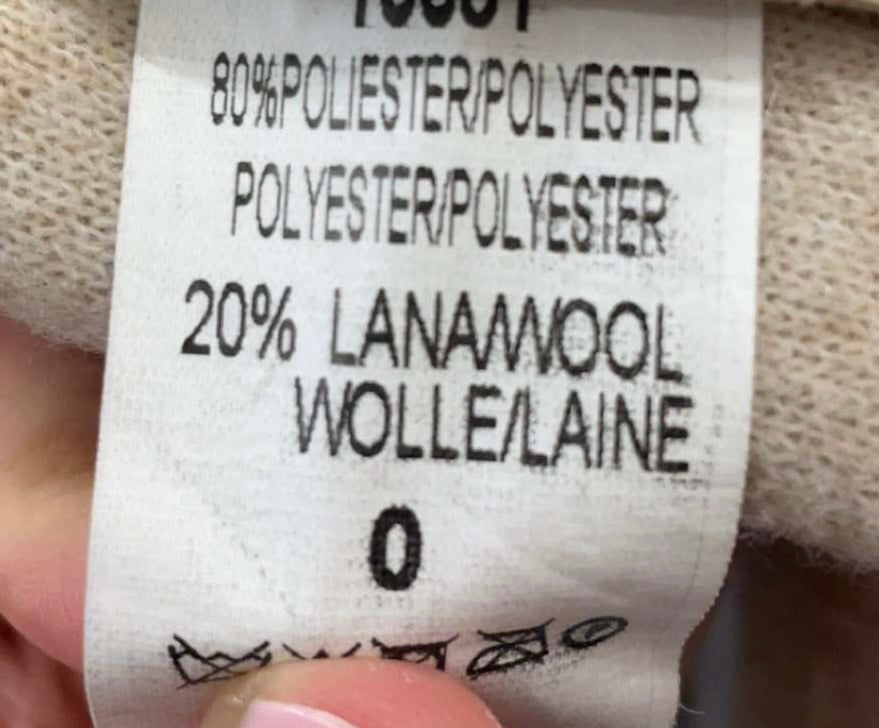 80%POLIESTER/POLYESTER
POLYESTER/POLYESTER
20% LANA/WOOL
WOLLE/LAINE
0